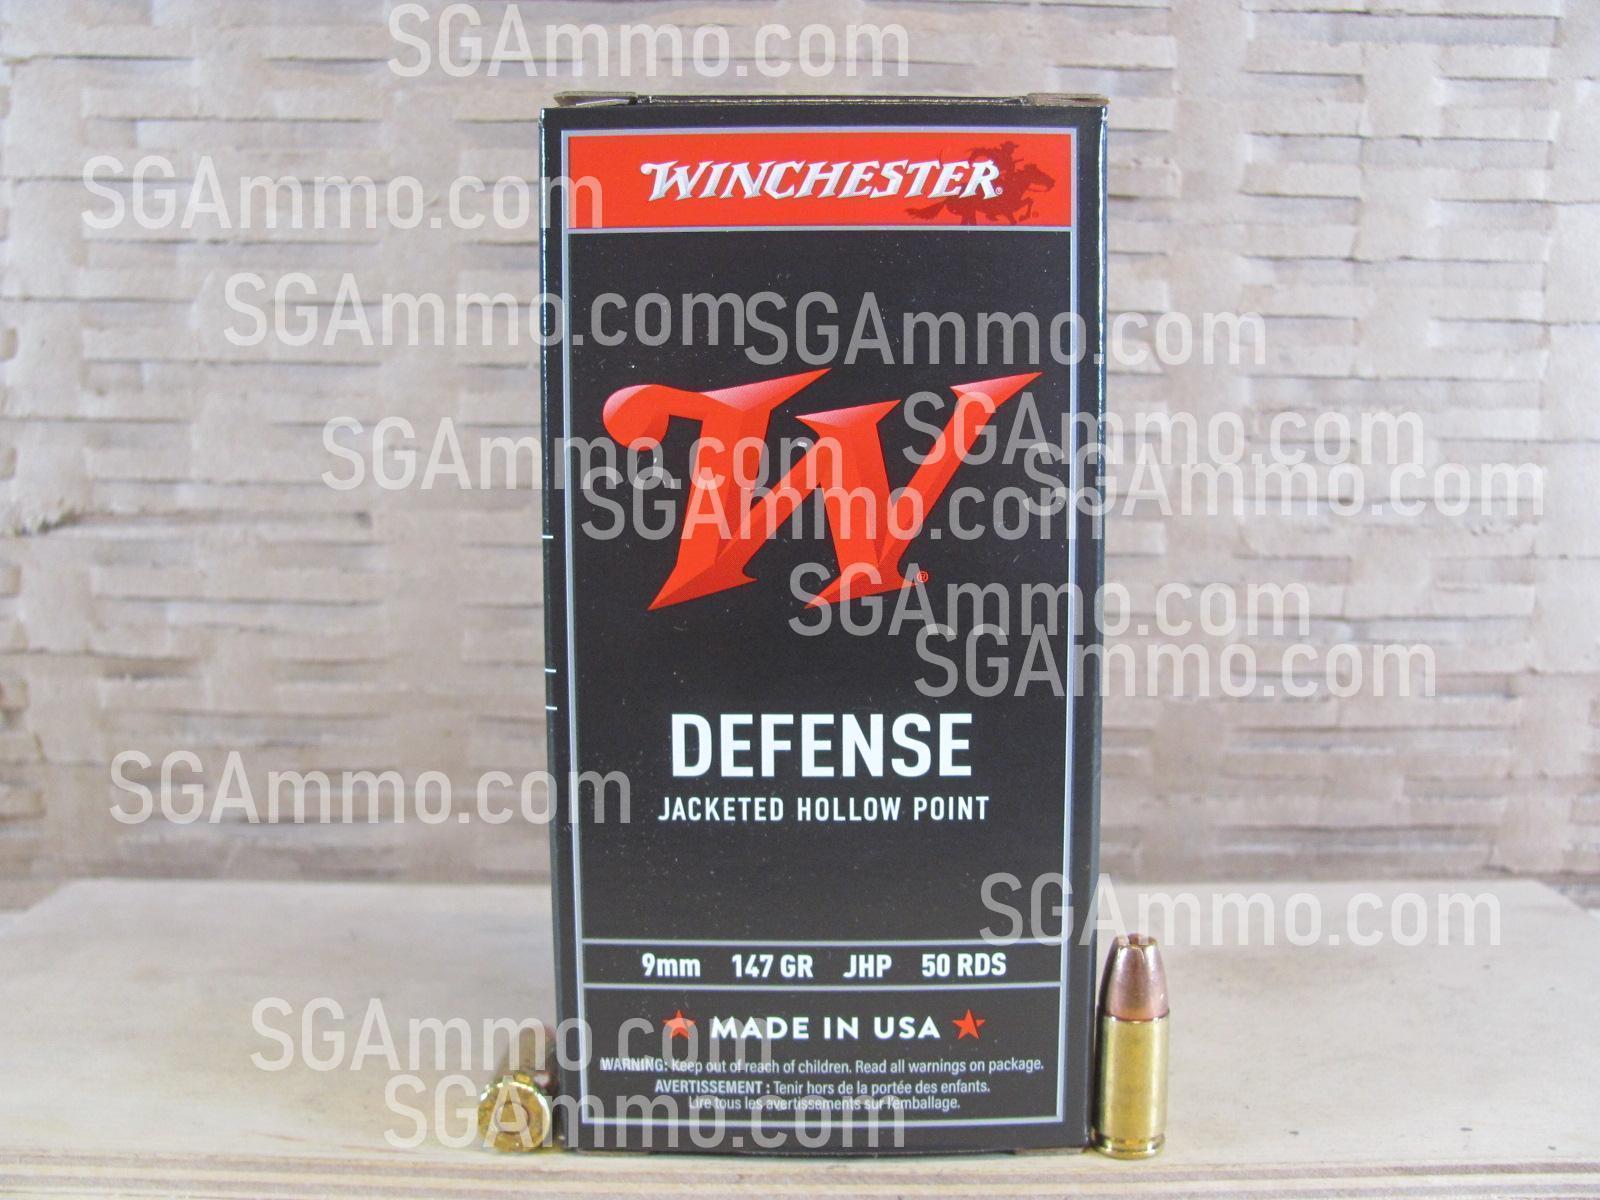 SGAmmo.com
WINCHESTER
SGAmmo.com
SGAmmo.com
SGAmmo.com
W
SGAmmo.com
SGAmmo.com
SGAmmo.com
SGAmmo.com
SGAmmo.com
SGAmmo.com
DEFENSE
SGAmmo.com
JACKETED HOLLOW POINT
SGAmmo.com
9mm 147 GR JHP 50 RDS
★ MADE IN USA ★
SGAmmo.com
WARNING: Keep out of reach of children. Read all warnings on package.
AVERTISSEMENT : Tenir hors de la portée des enfants.
Lire tous les avertissements sur l'emballage.
SGAmmo.com